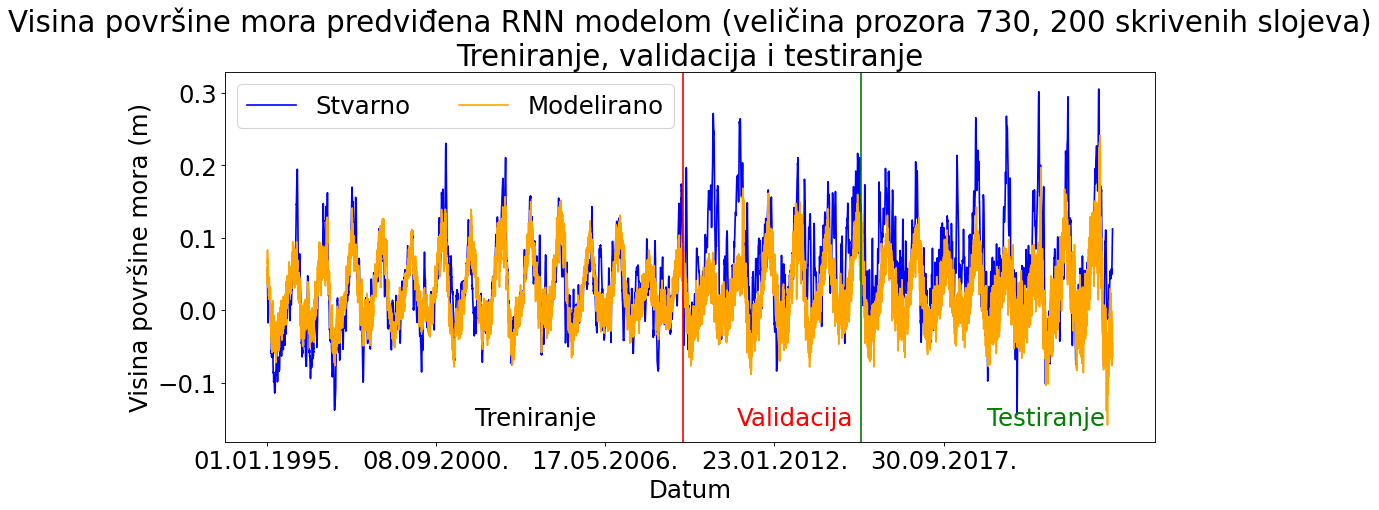 Visina površine mora predviđena RNN modelom (veličina prozora 730, 200 skrivenih slojeva)
Treniranje, validacija i testiranje
Stvarno
Modelirano
Visina površine mora (m)
0.3
0.2
0.1
0.0
−0.1
Treniranje
Validacija
Testiranje
01.01.1995.
08.09.2000.
17.05.2006.
23.01.2012.
30.09.2017.
Datum